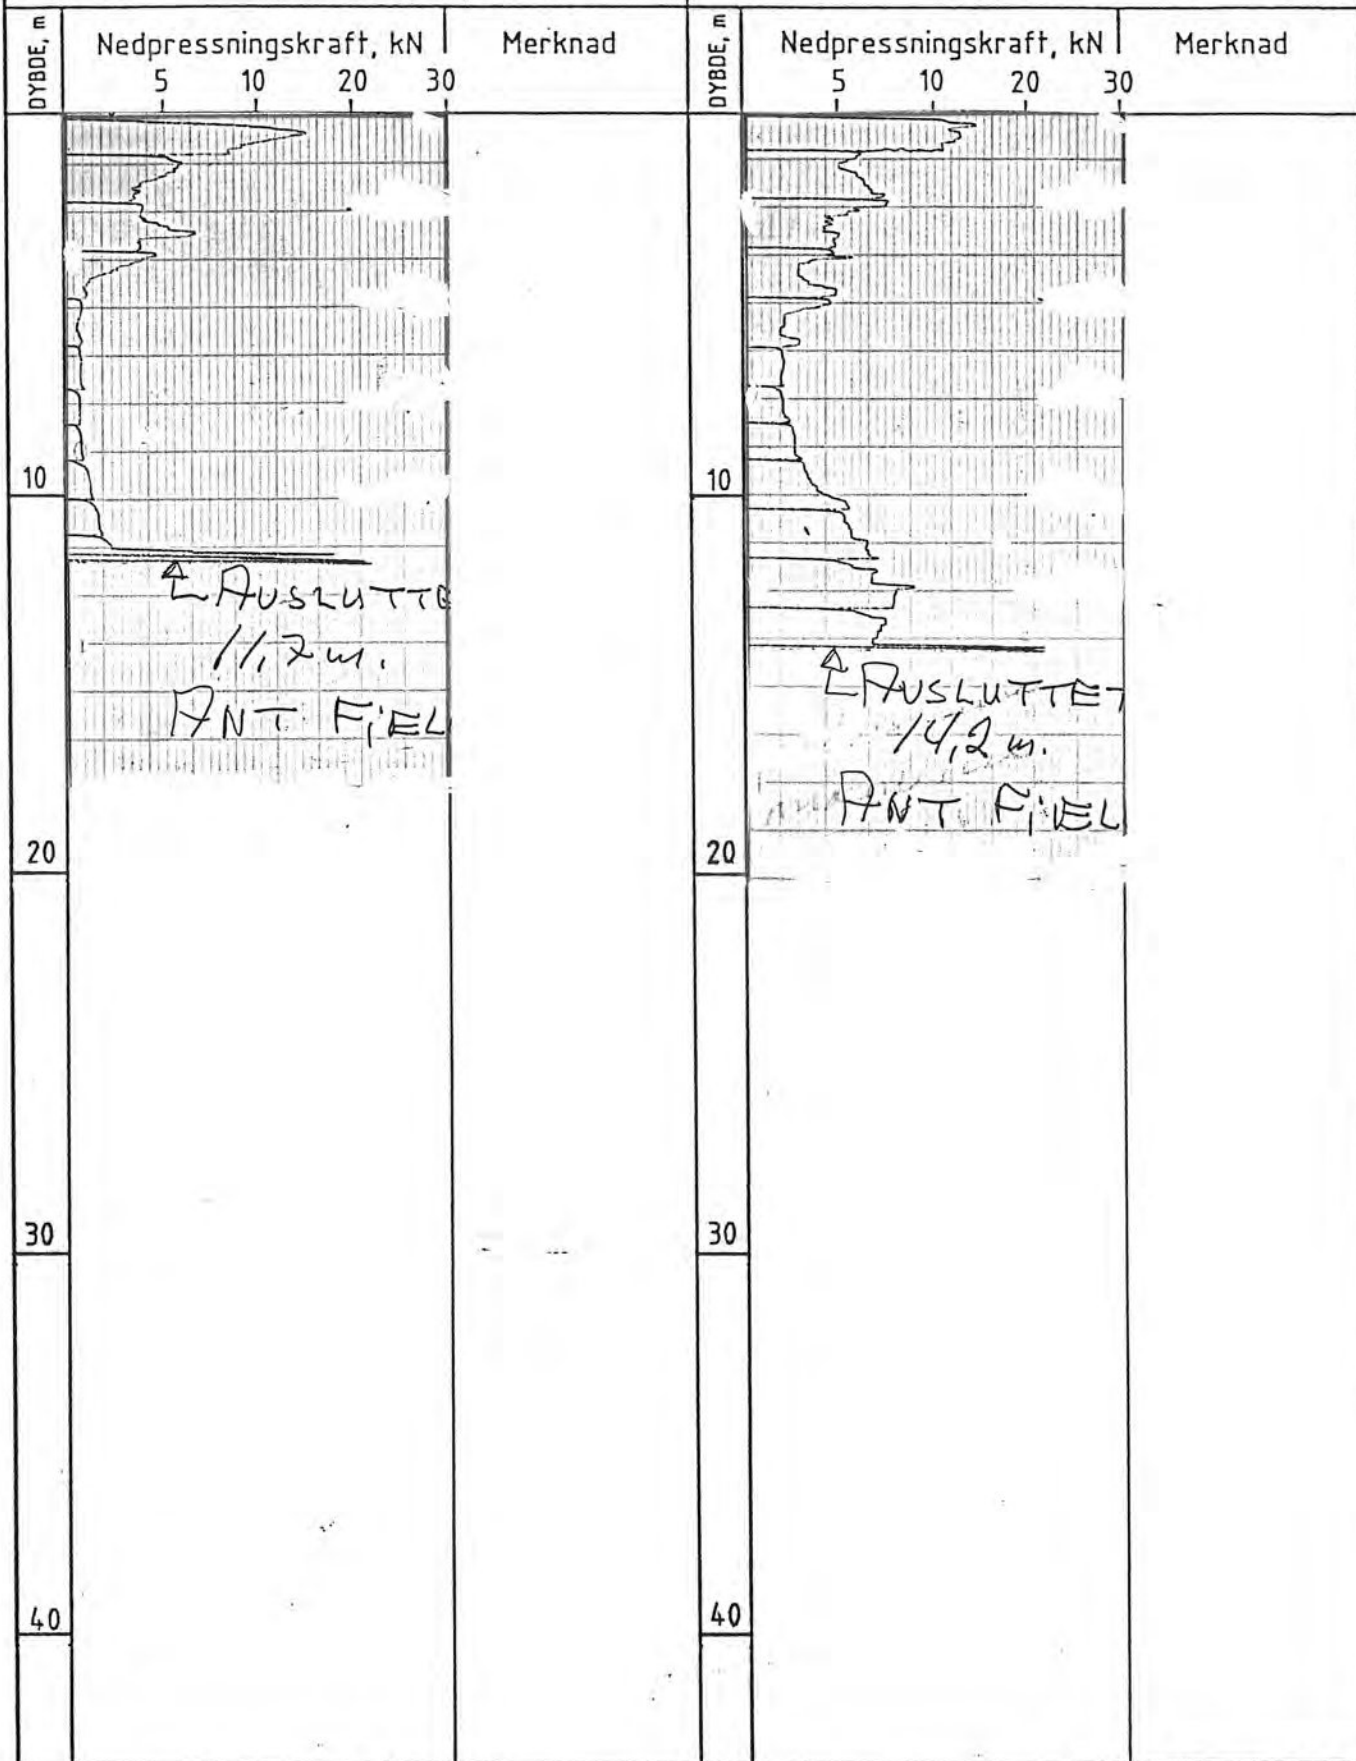 DYBDE, m
Nedpressningskraft, kN
Merknad
5 10 20 30
10
20
30
40
AVSLUTTE
11,7 m.
ANT FJEL
DYBDE, m
Nedpressningskraft, kN
Merknad
5 10 20 30
10
20
30
40
AVSLUTTET
14,2 m.
ANT. FJEL